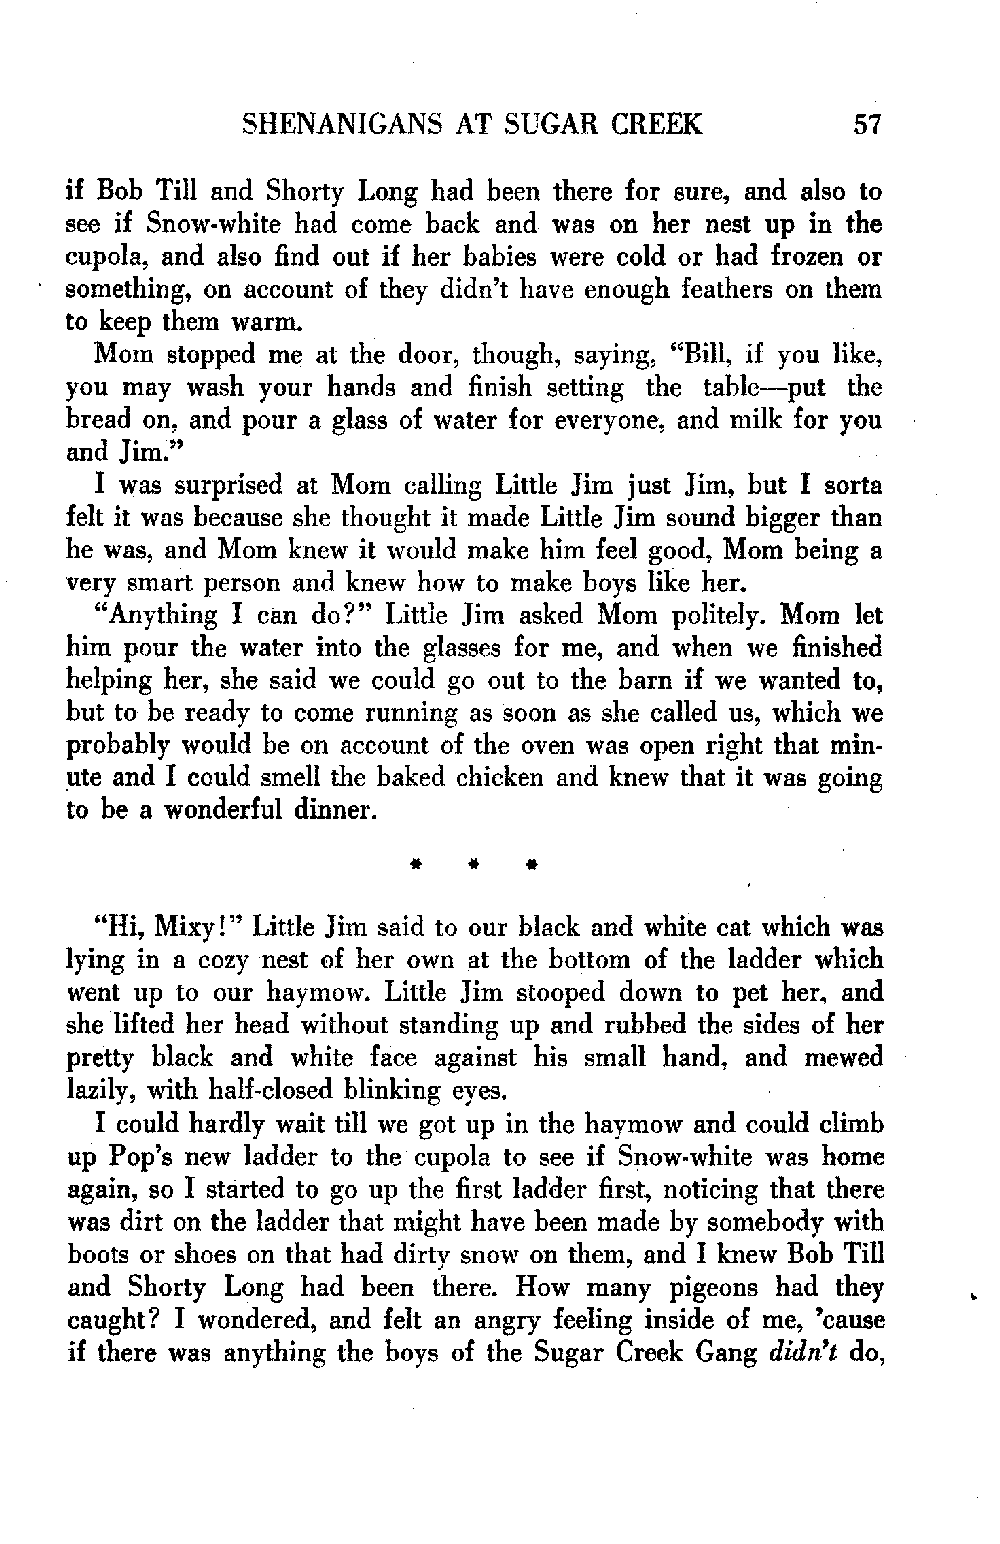 SHENANIGANS AT SUGAR CREEK 57
if Bob Till and Shorty Long had been there for sure, and also to
see if Snow-white had come back and was on her nest up in the
cupola, and also find out if her babies were cold or had frozen or
something, on account of they didn't have enough feathers on them
to keep them warm.
Mom stopped me at the door, though, saying, “Bill, if you like,
you may wash your hands and finish setting the table—put the
bread on, and pour a glass of water for everyone, and milk for you
and Jim.”
I was surprised at Mom calling Little Jim just Jim, but I sorta
felt it was because she thought it made Little Jim sound bigger than
he was, and Mom knew it would make him feel good, Mom being a
very smart person and knew how to make boys like her.
“Anything I can do?” Little Jim asked Mom politely. Mom let
him pour the water into the glasses for me, and when we finished
helping her, she said we could go out to the barn if we wanted to,
but to be ready to come running as soon as she called us, which we
probably would be on account of the oven was open right that min-
ute and I could smell the baked chicken and knew that it was going
to be a wonderful dinner.
* * *
“Hi, Mixy!” Little Jim said to our black and white cat which was
lying in a cozy nest of her own at the bottom of the ladder which
went up to our haymow. Little Jim stooped down to pet her, and
she lifted her head without standing up and rubbed the sides of her
pretty black and white face against his small hand, and mewed
lazily, with half-closed blinking eyes.
I could hardly wait till we got up in the haymow and could climb
up Pop's new ladder to the cupola to see if Snow-white was home
again, so I started to go up the first ladder first, noticing that there
was dirt on the ladder that might have been made by somebody with
boots or shoes on that had dirty snow on them, and I knew Bob Till
and Shorty Long had been there. How many pigeons had they
caught? I wondered, and felt an angry feeling inside of me, ’cause
if there was anything the boys of the Sugar Creek Gang didn't do,